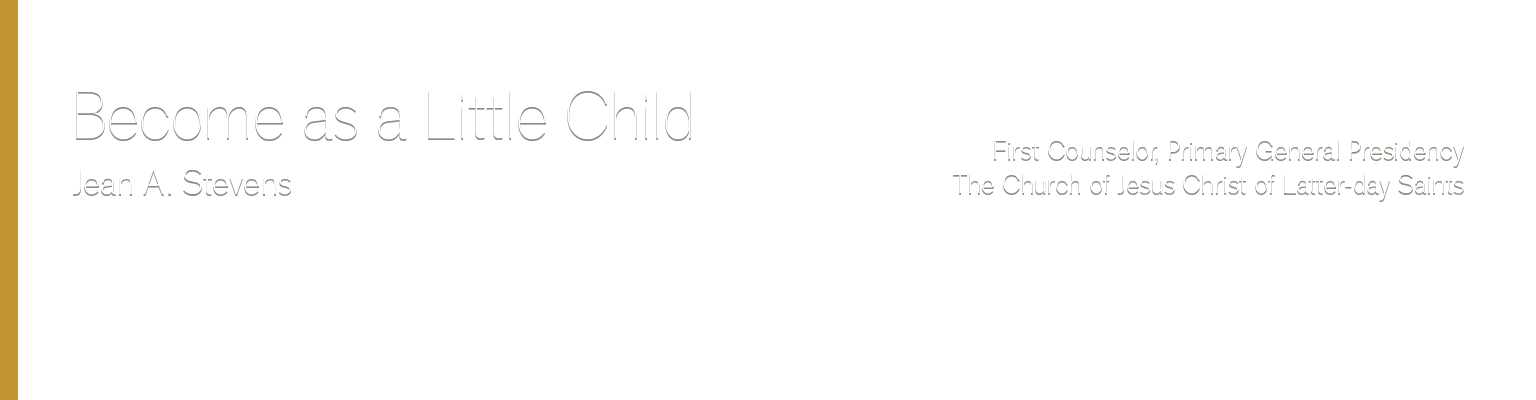 Become as a Little Child
Jean A. Stevens
First Counselor, Primary General Presidency
The Church of Jesus Christ of Latter-day Saints